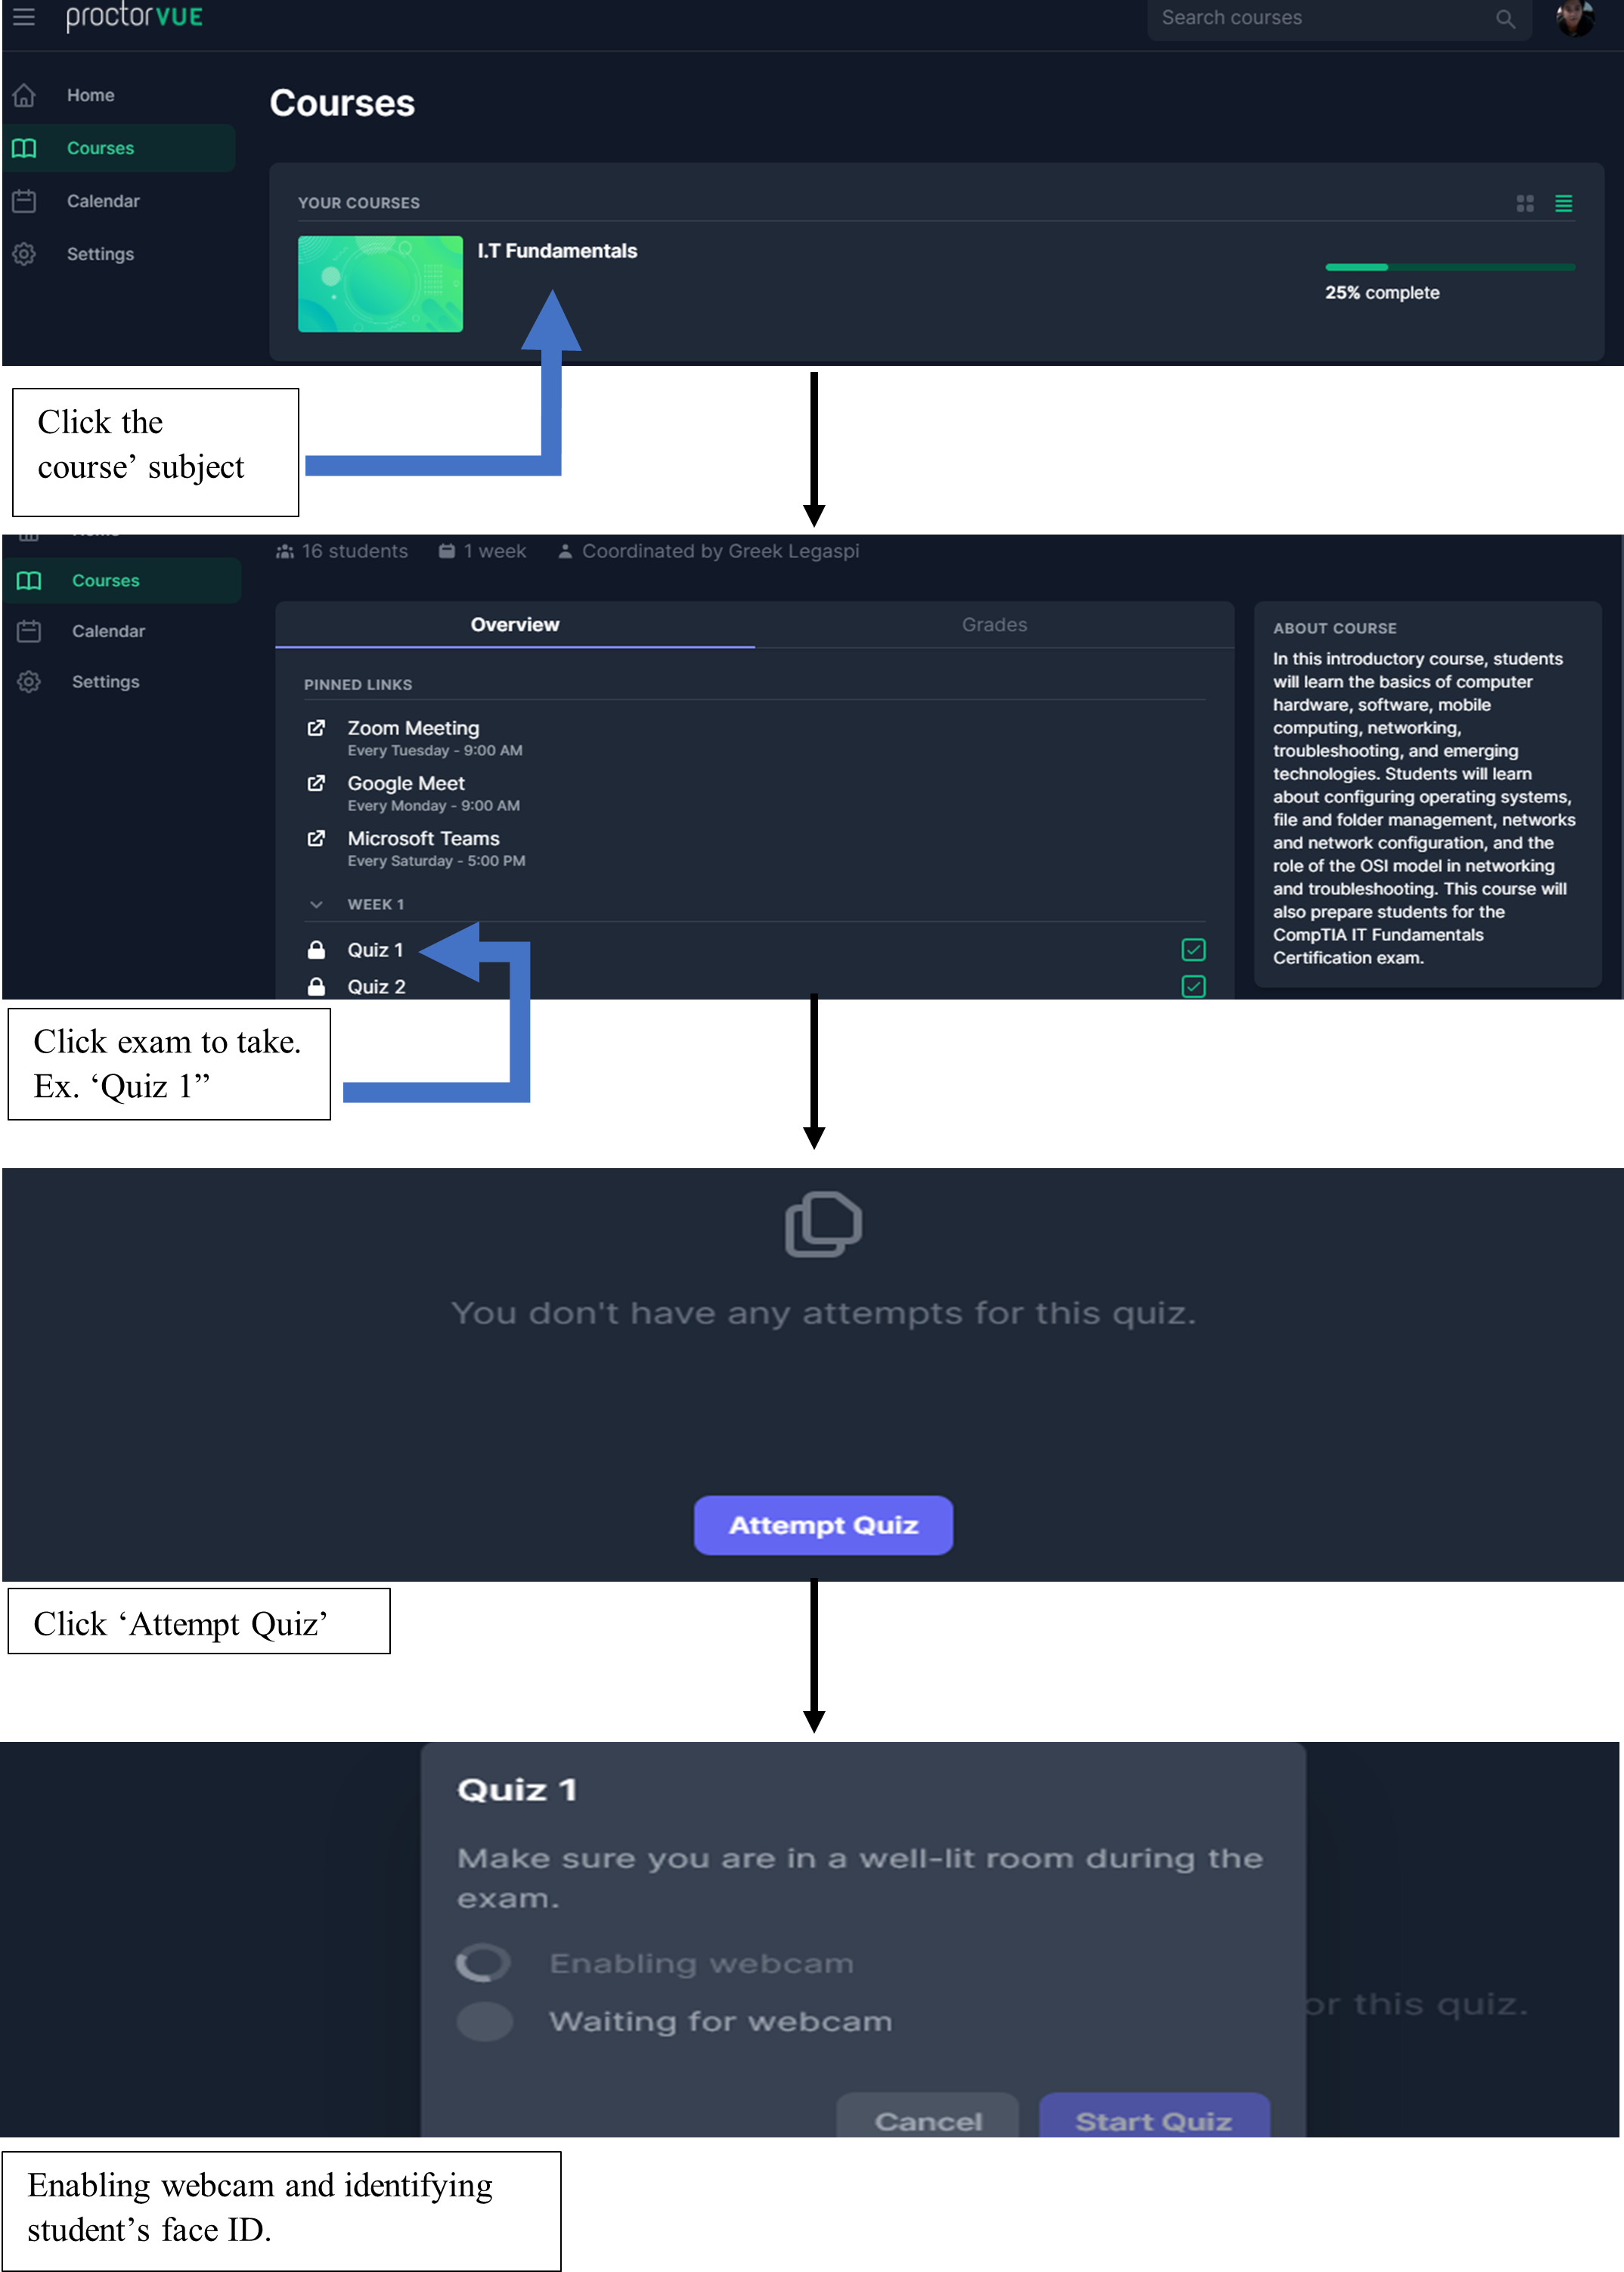 proctorVUE
Search courses
Home
Courses
Calendar
Settings
Courses
YOUR COURSES
I.T Fundamentals
25% complete
Click the
course’ subject
Home
Courses
Calendar
Settings
16 students
1 week
Coordinated by Greek Legaspi
Overview
Grades
PINNED LINKS
Zoom Meeting
Every Tuesday - 9:00 AM
Google Meet
Every Monday - 9:00 AM
Microsoft Teams
Every Saturday - 5:00 PM
WEEK 1
Quiz 1
Quiz 2
ABOUT COURSE
In this introductory course, students
will learn the basics of computer
hardware, software, mobile
computing, networking,
troubleshooting, and emerging
technologies. Students will learn
about configuring operating systems,
file and folder management, networks
and network configuration, and the
role of the OSI model in networking
and troubleshooting. This course will
also prepare students for the
CompTIA IT Fundamentals
Certification exam.
Click exam to take.
Ex. ‘Quiz 1”
You don't have any attempts for this quiz.
Attempt Quiz
Click ‘Attempt Quiz’
Quiz 1
Make sure you are in a well-lit room during the
exam.
Enabling webcam
Waiting for webcam
or this quiz.
Cancel
Start Quiz
Enabling webcam and identifying
student’s face ID.